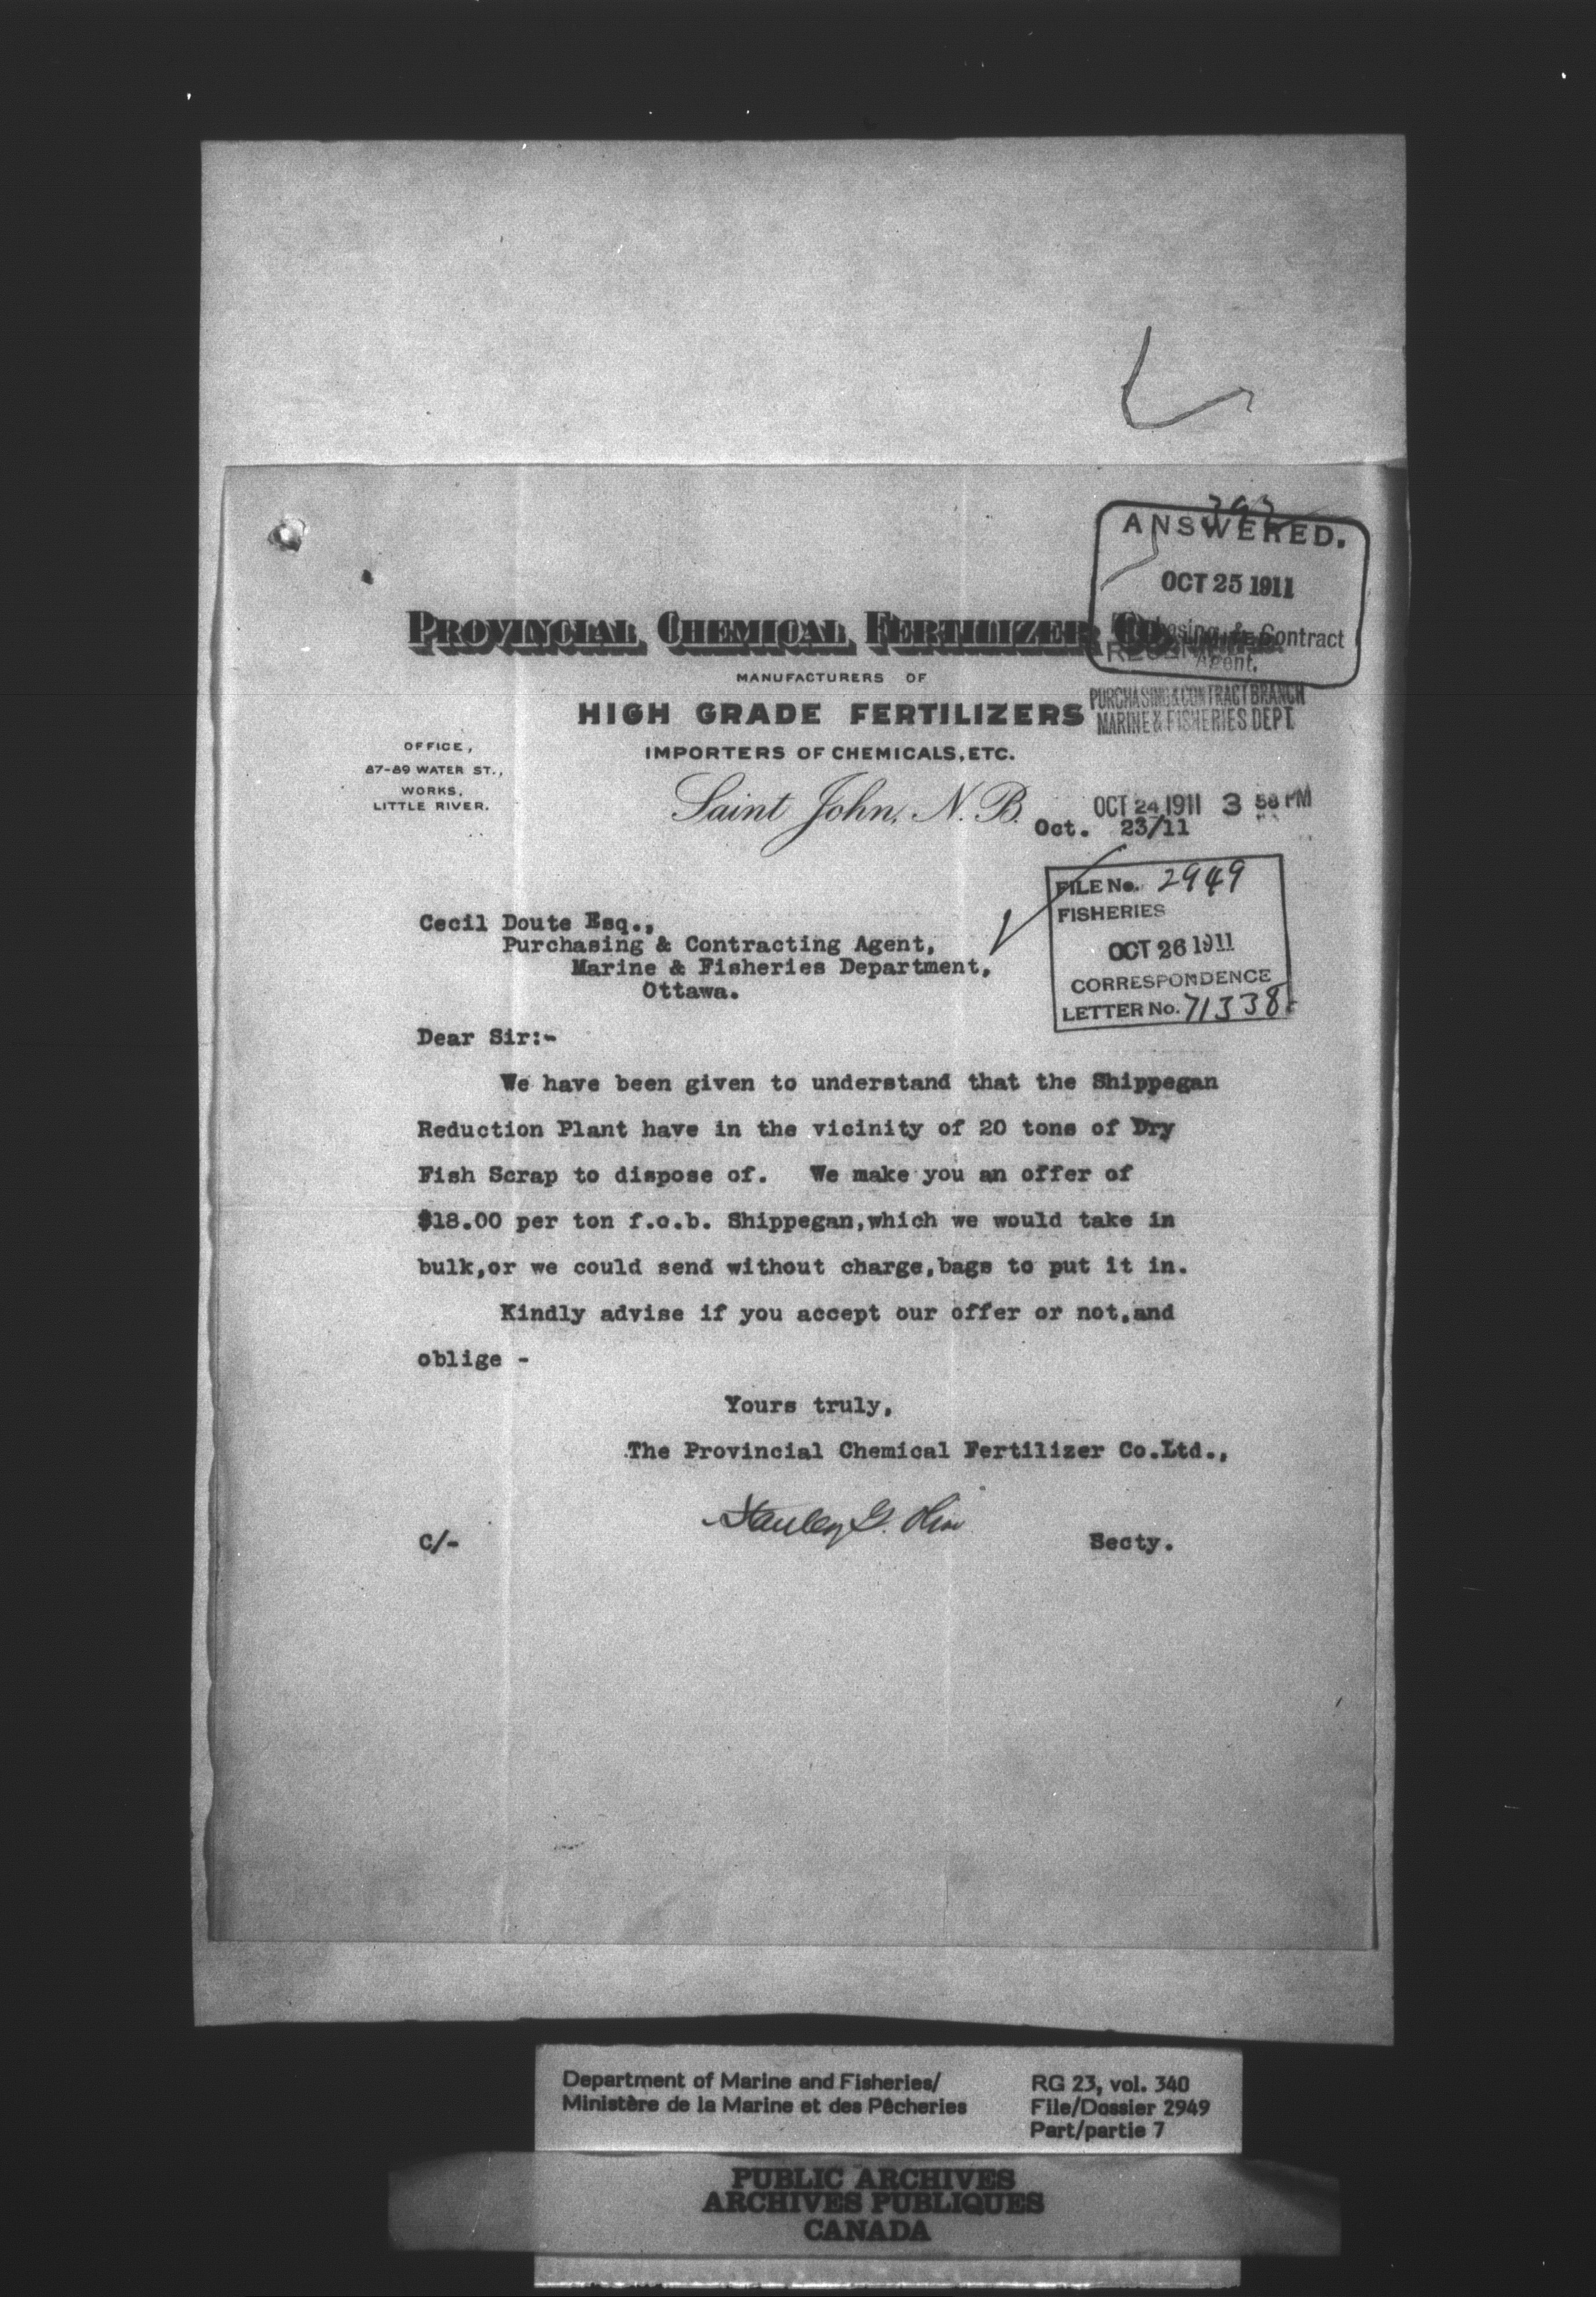 ANSWERED.
OCT 25 1911
Purchasing & Contract
Agent.
PROVINCIAL CHEMICAL FERTILIZER CO. LIMITED.
MANUFACTURERS OF
HIGH GRADE FERTILIZERS
IMPORTERS OF CHEMICALS, ETC.
PURCHASING & CONTRACT BRANCH
MARINE & FISHERIES DEPT.
OFFICE,
87-89 WATER ST.,
WORKS,
LITTLE RIVER.
Saint John, N. B.
OCT 24 1911 3 58 PM
Oct. 23/11
FILE No. 2949
FISHERIES
OCT 26 1911
CORRESPONDENCE
LETTER No. 71338
Cecil Doute Esq.,
Purchasing & Contracting Agent,
Marine & Fisheries Department,
Ottawa.
Dear Sir:-
We have been given to understand that the Shippegan
Reduction Plant have in the vicinity of 20 tons of Dry
Fish Scrap to dispose of. We make you an offer of
$18.00 per ton f.o.b. Shippegan,which we would take in
bulk,or we could send without charge,bags to put it in.
Kindly advise if you accept our offer or not,and
oblige -
Yours truly,
The Provincial Chemical Fertilizer Co.Ltd.,
Stanley G.
C/-
Secty.
Department of Marine and Fisheries/
Ministère de la Marine et des Pêcheries
RG 23, vol. 340
File/Dossier 2949
Part/partie 7
PUBLIC ARCHIVES
ARCHIVES PUBLIQUES
CANADA